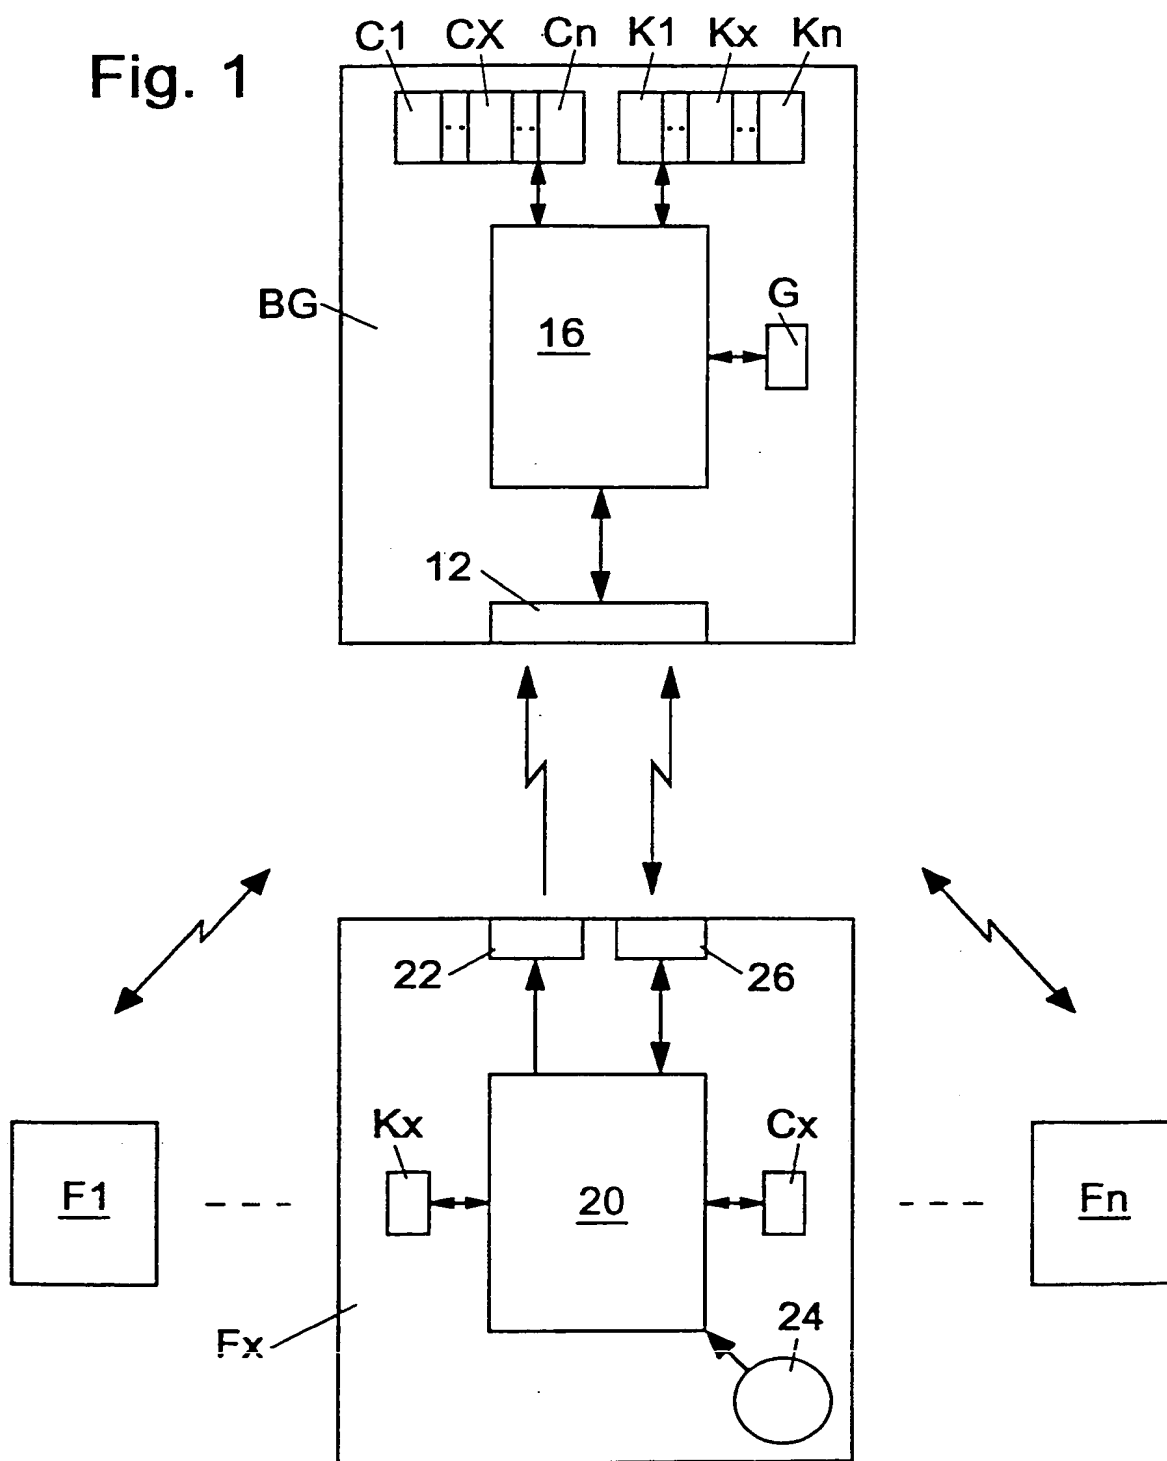 Fig. 1
C1 CX Cn K1 Kx Kn
BG
16
G
12
22
26
Kx
Cx
F1
20
Fn
Fx
24